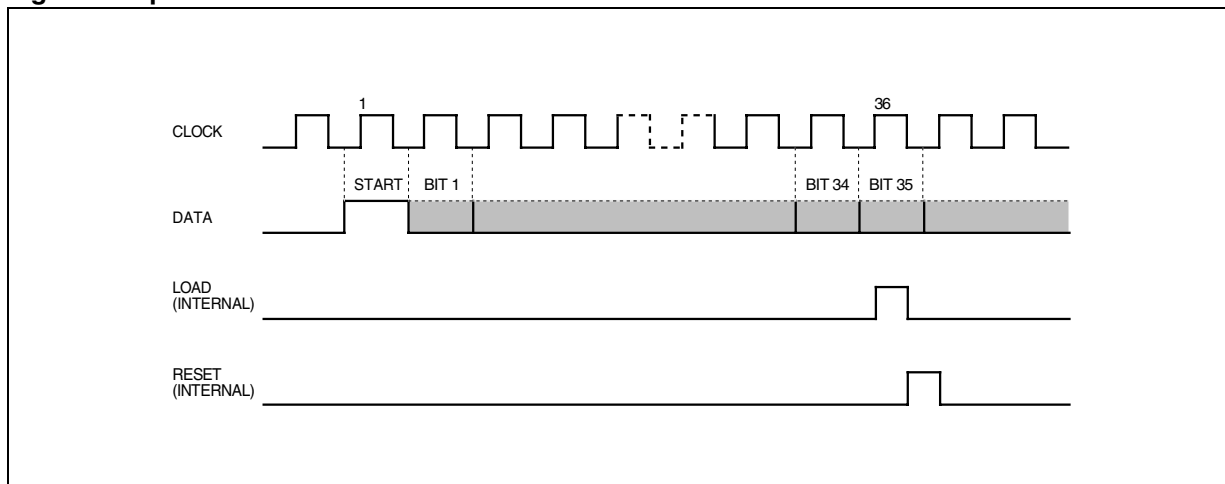 1
36
CLOCK
START
BIT 1
BIT 34
BIT 35
DATA
LOAD
(INTERNAL)
RESET
(INTERNAL)